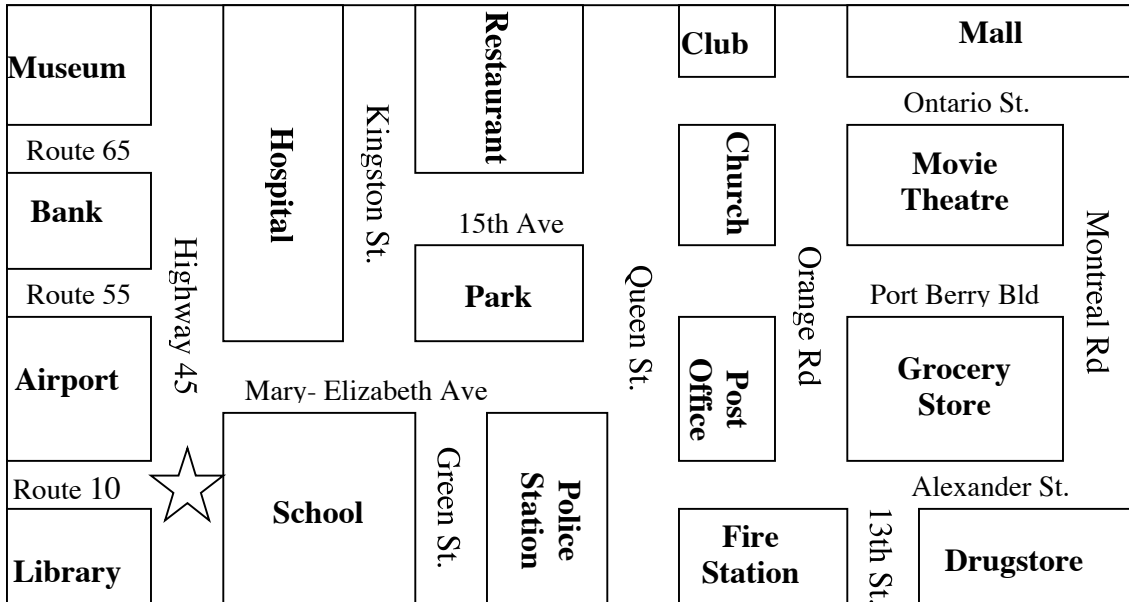 Museum
Route 65
Bank
Route 55
Airport
Route 10
Library
Highway 45
Hospital
Kingston St.
Restaurant
15th Ave
Park
Mary- Elizabeth Ave
School
Green St.
Police
Station
Queen St.
Club
Church
Post
Office
Fire
Station
Orange Rd
Mall
Ontario St.
Movie
Theatre
Port Berry Bld
Grocery
Store
Alexander St.
13th St.
Drugstore
Montreal Rd